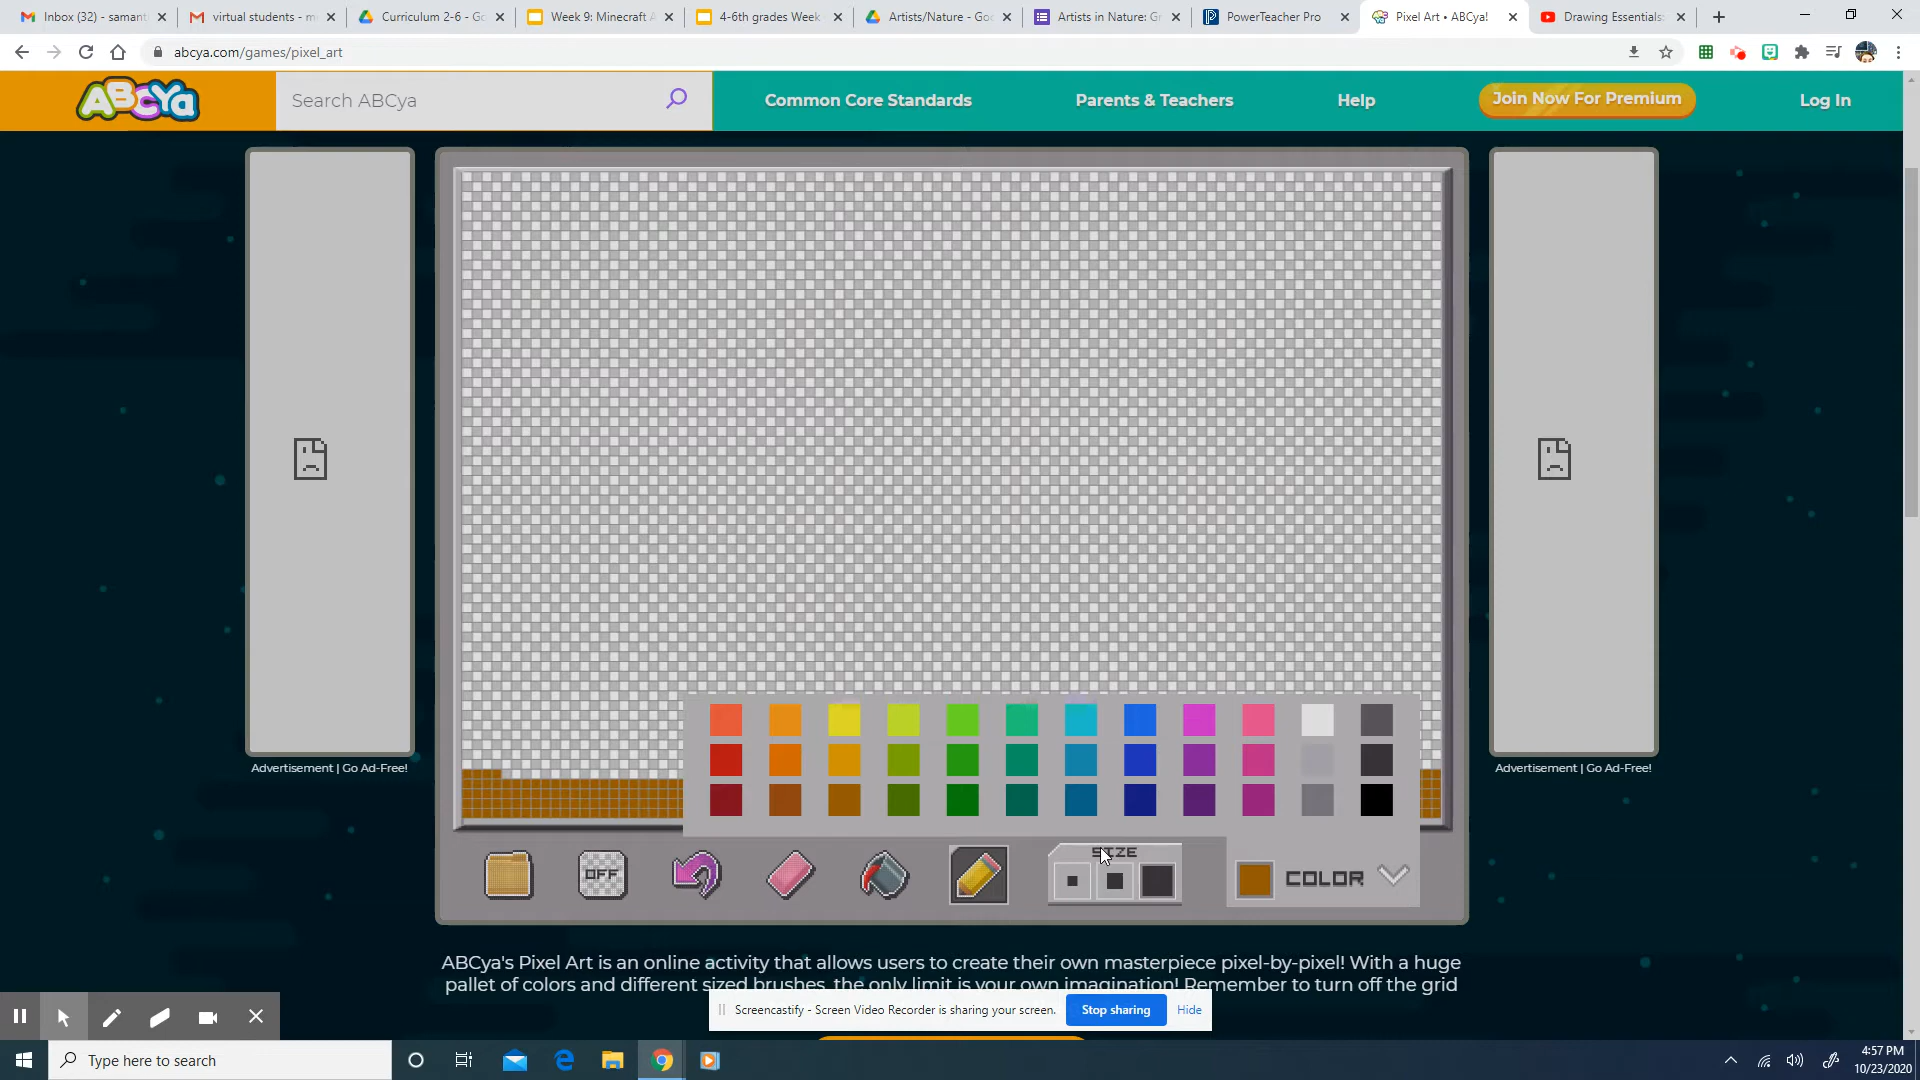 Inbox (32) - samant
virtual students - m
Curriculum 2-6 - Go
Week 9: Minecraft A
4-6th grades Week
Artists/Nature - Goo
Artists in Nature: Gr
PowerTeacher Pro
Pixel Art • ABCya!
Drawing Essentials:
abcya.com/games/pixel_art
ABCYa
Search ABCya
Common Core Standards
Parents & Teachers
Help
Join Now For Premium
Log In
Advertisement | Go Ad-Free!
Advertisement | Go Ad-Free!
OFF
SIZE
COLOR
ABCya's Pixel Art is an online activity that allows users to create their own masterpiece pixel-by-pixel! With a huge
pallet of colors and different sized brushes, the only limit is your own imagination! Remember to turn off the grid
Screencastify - Screen Video Recorder is sharing your screen.
Stop sharing
Hide
Type here to search
4:57 PM
10/23/2020